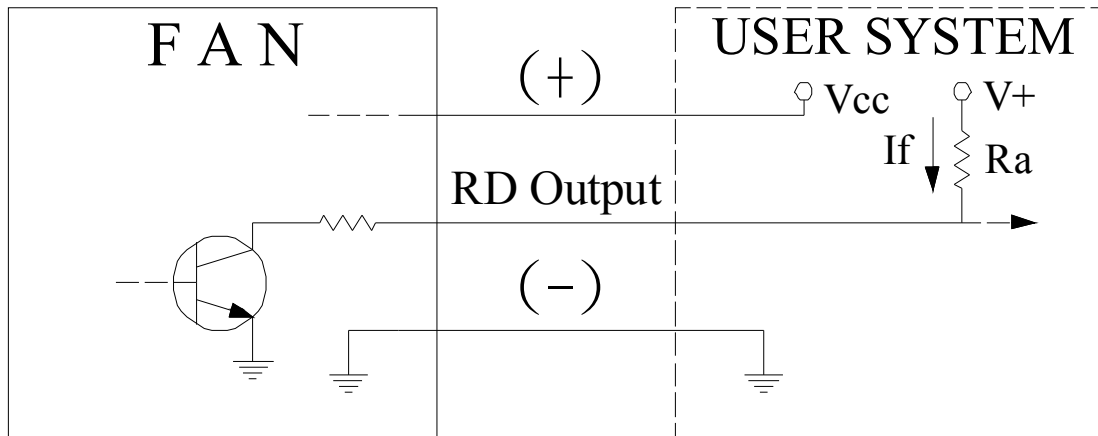 F A N
USER SYSTEM
(+)
Vcc
V+
If
Ra
RD Output
(-)